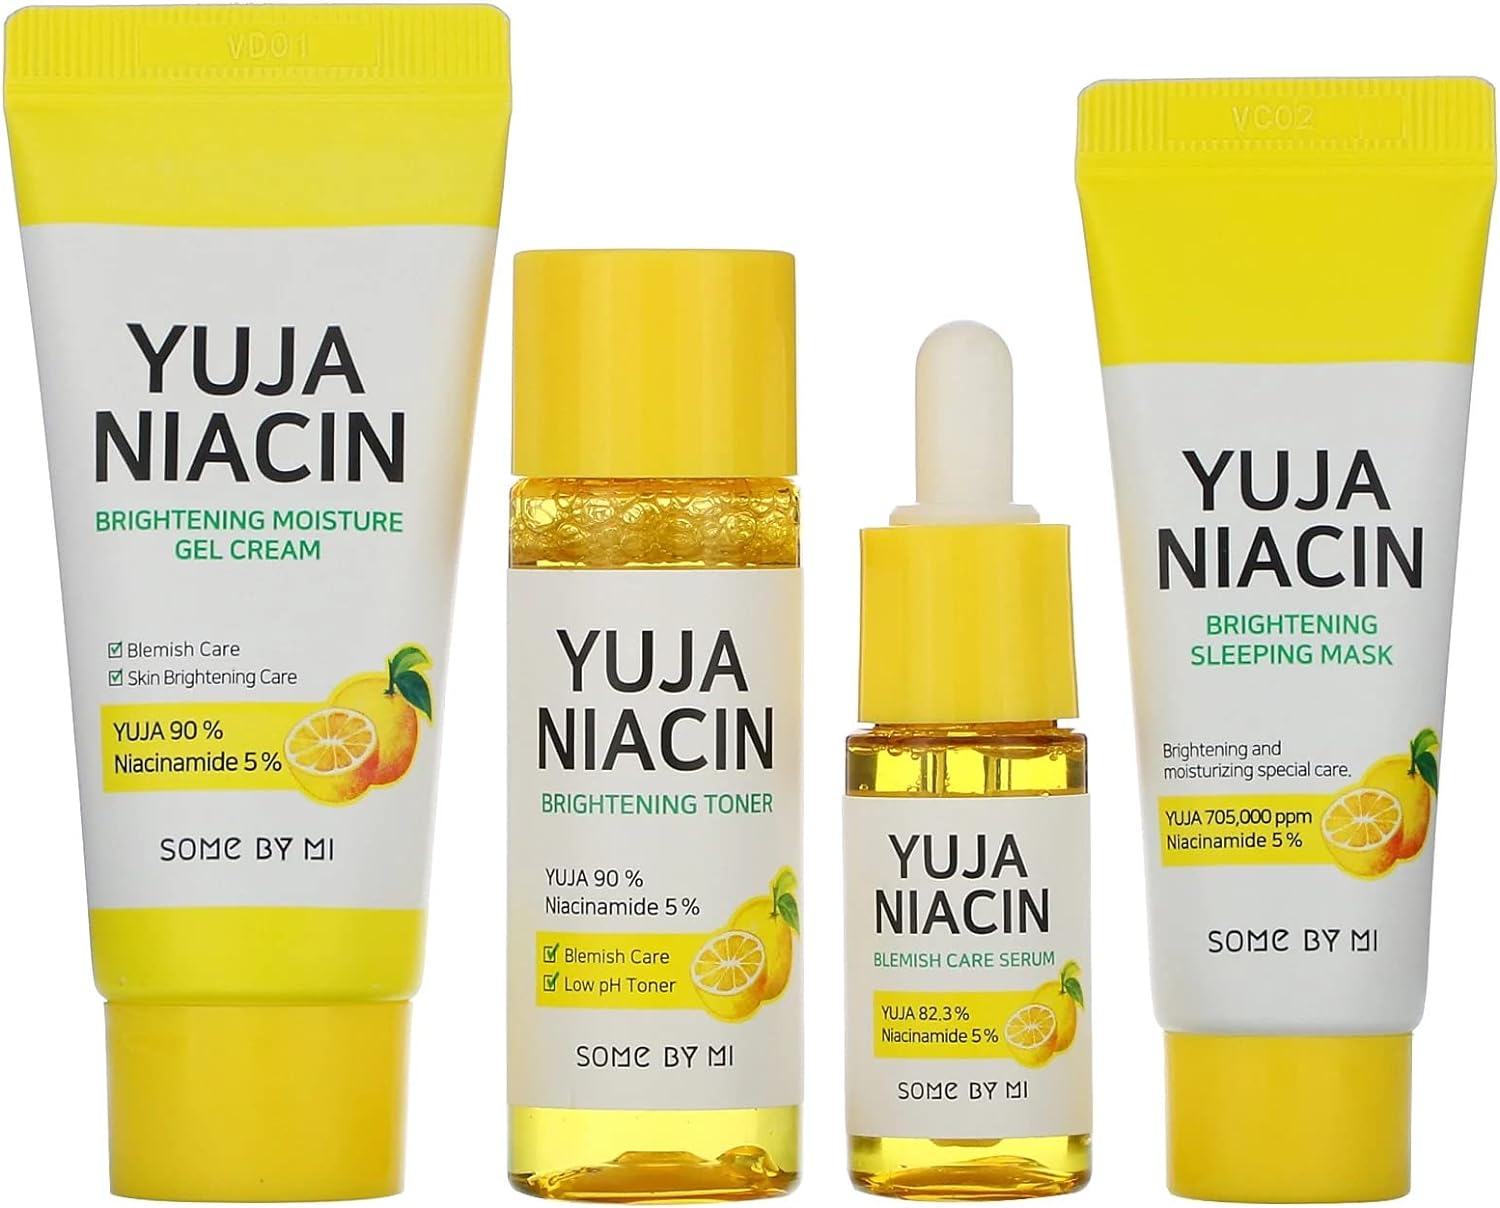 VD01
YUJA
NIACIN
BRIGHTENING MOISTURE
GEL CREAM
Blemish Care
Skin Brightening Care
YUJA 90 %
Niacinamide 5 %
SOME BY MI
YUJA
NIACIN
BRIGHTENING TONER
YUJA 90 %
Niacinamide 5 %
Blemish Care
Low pH Toner
SOME BY MI
YUJA
NIACIN
BLEMISH CARE SERUM
YUJA 82.3 %
Niacinamide 5 %
SOME BY MI
VC02
YUJA
NIACIN
BRIGHTENING
SLEEPING MASK
Brightening and
moisturizing special care.
YUJA 705,000 ppm
Niacinamide 5 %
SOME BY MI